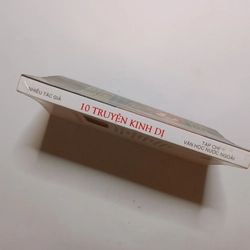 NHIỀU TÁC GIẢ
10 TRUYỆN KINH DỊ
TẠP CHÍ
VĂN HỌC NƯỚC NGOÀI